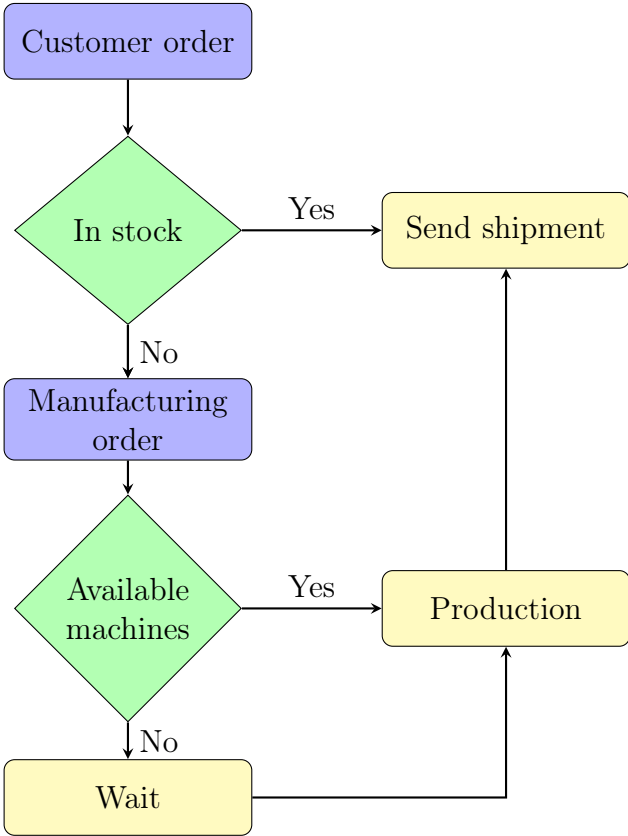 Customer order
In stock
Yes
Send shipment
No
Manufacturing
order
Available
machines
Yes
Production
No
Wait